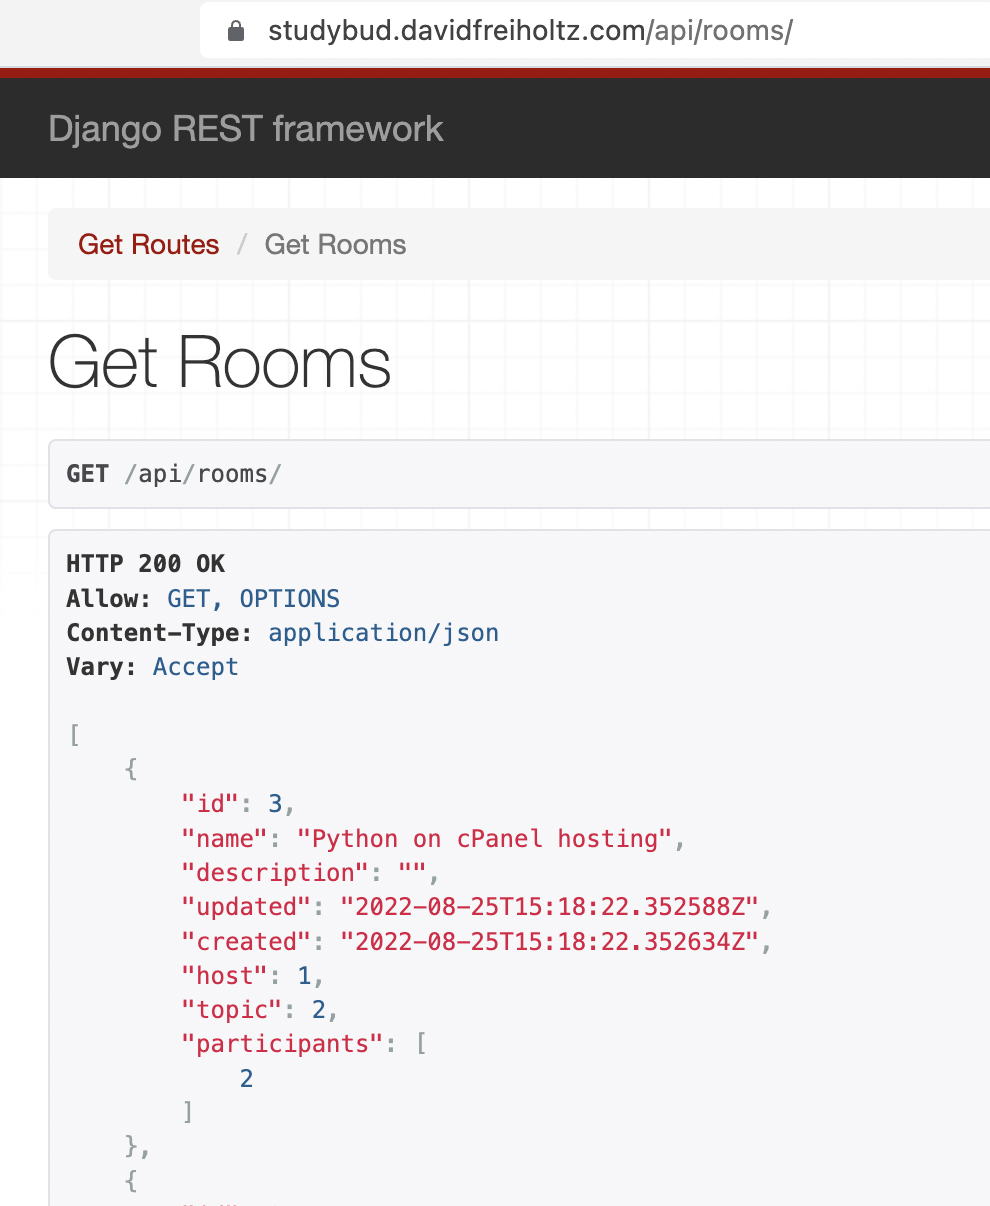 studybud.davidfreiholtz.com/api/rooms/
Django REST framework
Get Routes / Get Rooms
Get Rooms
GET /api/rooms/
HTTP 200 OK
Allow: GET, OPTIONS
Content-Type: application/json
Vary: Accept
[
    {
        "id": 3,
        "name": "Python on cPanel hosting",
        "description": "",
        "updated": "2022-08-25T15:18:22.352588Z",
        "created": "2022-08-25T15:18:22.352634Z",
        "host": 1,
        "topic": 2,
        "participants": [
            2
        ]
    },
    {